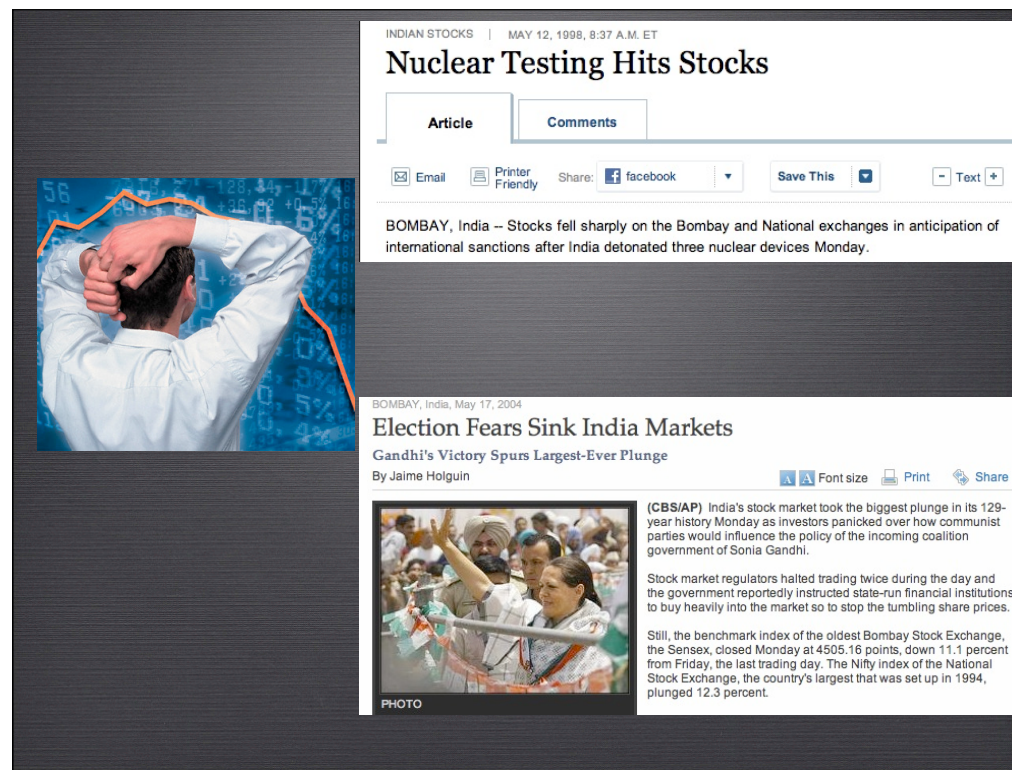 INDIAN STOCKS | MAY 12, 1998, 8:37 A.M. ET
Nuclear Testing Hits Stocks
Article Comments
Email Printer Friendly Share: facebook Save This - Text +
BOMBAY, India -- Stocks fell sharply on the Bombay and National exchanges in anticipation of
international sanctions after India detonated three nuclear devices Monday.
BOMBAY, India, May 17, 2004
Election Fears Sink India Markets
Gandhi's Victory Spurs Largest-Ever Plunge
By Jaime Holguin
A A Font size Print Share
(CBS/AP) India's stock market took the biggest plunge in its 129-
year history Monday as investors panicked over how communist
parties would influence the policy of the incoming coalition
government of Sonia Gandhi.
Stock market regulators halted trading twice during the day and
the government reportedly instructed state-run financial institutions
to buy heavily into the market so to stop the tumbling share prices.
Still, the benchmark index of the oldest Bombay Stock Exchange,
the Sensex, closed Monday at 4505.16 points, down 11.1 percent
from Friday, the last trading day. The Nifty index of the National
Stock Exchange, the country's largest that was set up in 1994,
plunged 12.3 percent.
PHOTO